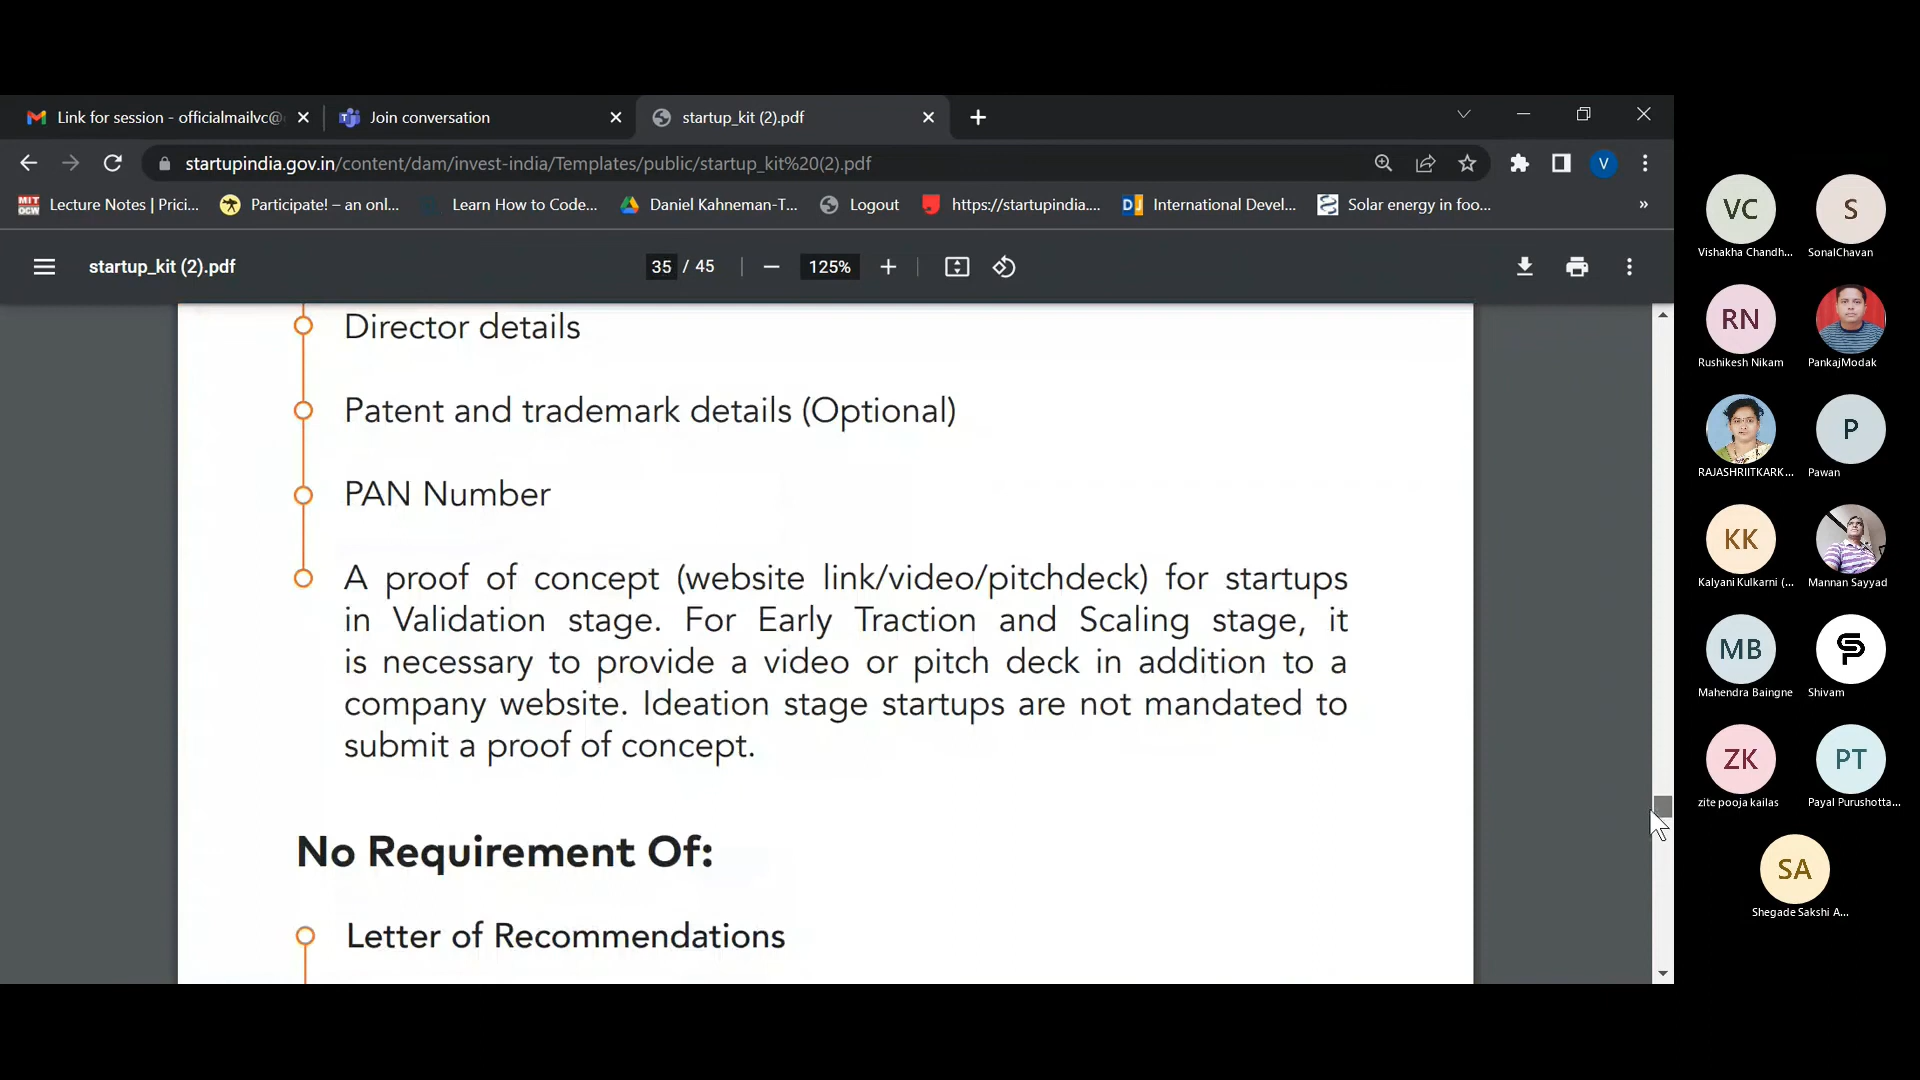 Link for session - officialmailvc@
Join conversation
startup_kit (2).pdf
startupindia.gov.in/content/dam/invest-india/Templates/public/startup_kit%20(2).pdf
V
MIT OCW
Lecture Notes | Prici...
Participate! – an onl...
Learn How to Code...
Daniel Kahneman-T...
Logout
https://startupindia....
DJ
International Devel...
Solar energy in foo...
»
startup_kit (2).pdf
35 / 45
125%
Director details
Patent and trademark details (Optional)
PAN Number
A proof of concept (website link/video/pitchdeck) for startups
in Validation stage. For Early Traction and Scaling stage, it
is necessary to provide a video or pitch deck in addition to a
company website. Ideation stage startups are not mandated to
submit a proof of concept.
No Requirement Of:
Letter of Recommendations
VC
Vishakha Chandh...
S
SonalChavan
RN
Rushikesh Nikam
PankajModak
RAJASHRIITKARK...
P
Pawan
KK
Kalyani Kulkarni (...
Mannan Sayyad
MB
Mahendra Baingne
Shivam
ZK
zite pooja kailas
PT
Payal Purushotta...
SA
Shegade Sakshi A...